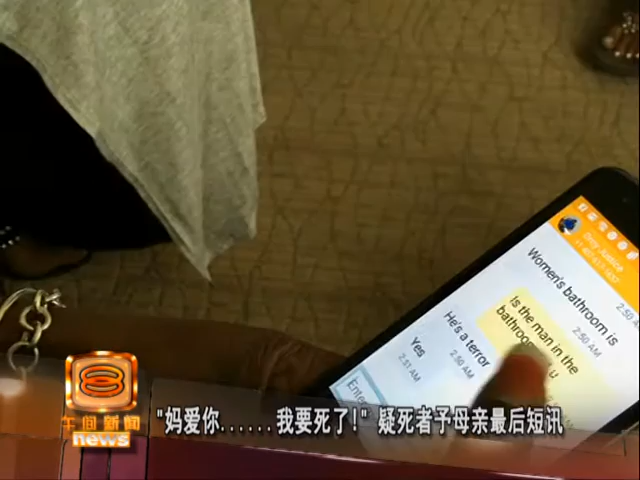 Women's bathroom is
2:50 AM
Is the man in the
2:50 AM
He's a terror
2:50 AM
Yes
2:51 AM
午间新闻
news
"妈爱你......我要死了!" 疑死者予母亲最后短讯